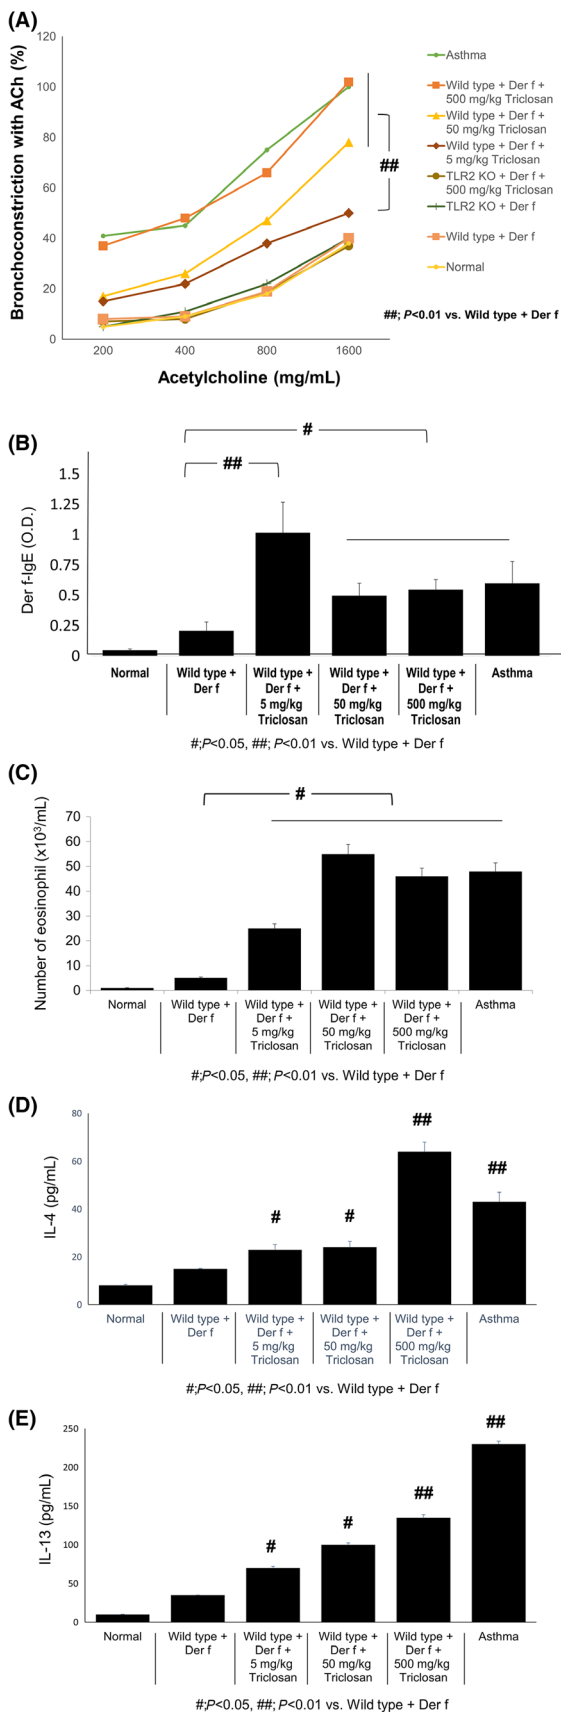 (A)
Bronchoconstriction with ACh (%)
120
100
80
60
40
20
0
200
400
800
1600
Acetylcholine (mg/mL)
##
Asthma
Wild type + Der f +
500 mg/kg Triclosan
Wild type + Der f +
50 mg/kg Triclosan
Wild type + Der f +
5 mg/kg Triclosan
TLR2 KO + Der f +
500 mg/kg Triclosan
TLR2 KO + Der f
Wild type + Der f
Normal
##; P<0.01 vs. Wild type + Der f
(B)
#
##
Der f-IgE (O.D.)
1.5
1.25
1
0.75
0.5
0.25
0
Normal
Wild type +
Der f
Wild type +
Der f +
5 mg/kg
Triclosan
Wild type +
Der f +
50 mg/kg
Triclosan
Wild type +
Der f +
500 mg/kg
Triclosan
Asthma
#;P<0.05, ##; P<0.01 vs. Wild type + Der f
(C)
#
Number of eosinophil (x10³/mL)
70
60
50
40
30
20
10
0
Normal
Wild type +
Der f
Wild type +
Der f +
5 mg/kg
Triclosan
Wild type +
Der f +
50 mg/kg
Triclosan
Wild type +
Der f +
500 mg/kg
Triclosan
Asthma
#;P<0.05, ##; P<0.01 vs. Wild type + Der f
(D)
IL-4 (pg/mL)
80
60
40
20
0
#
#
##
##
Normal
Wild type +
Der f
Wild type +
Der f +
5 mg/kg
Triclosan
Wild type +
Der f +
50 mg/kg
Triclosan
Wild type +
Der f +
500 mg/kg
Triclosan
Asthma
#;P<0.05, ##; P<0.01 vs. Wild type + Der f
(E)
IL-13 (pg/mL)
250
200
150
100
50
0
#
#
##
##
Normal
Wild type +
Der f
Wild type +
Der f +
5 mg/kg
Triclosan
Wild type +
Der f +
50 mg/kg
Triclosan
Wild type +
Der f +
500 mg/kg
Triclosan
Asthma
#;P<0.05, ##; P<0.01 vs. Wild type + Der f